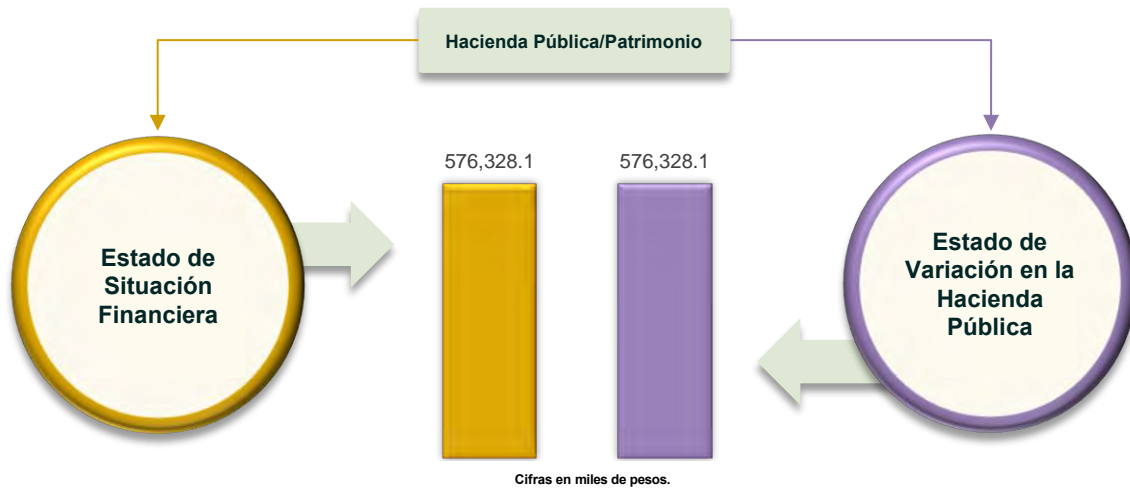 Hacienda Pública/Patrimonio
576,328.1
576,328.1
Estado de
Situación
Financiera
Estado de
Variación en la
Hacienda
Pública
Cifras en miles de pesos.